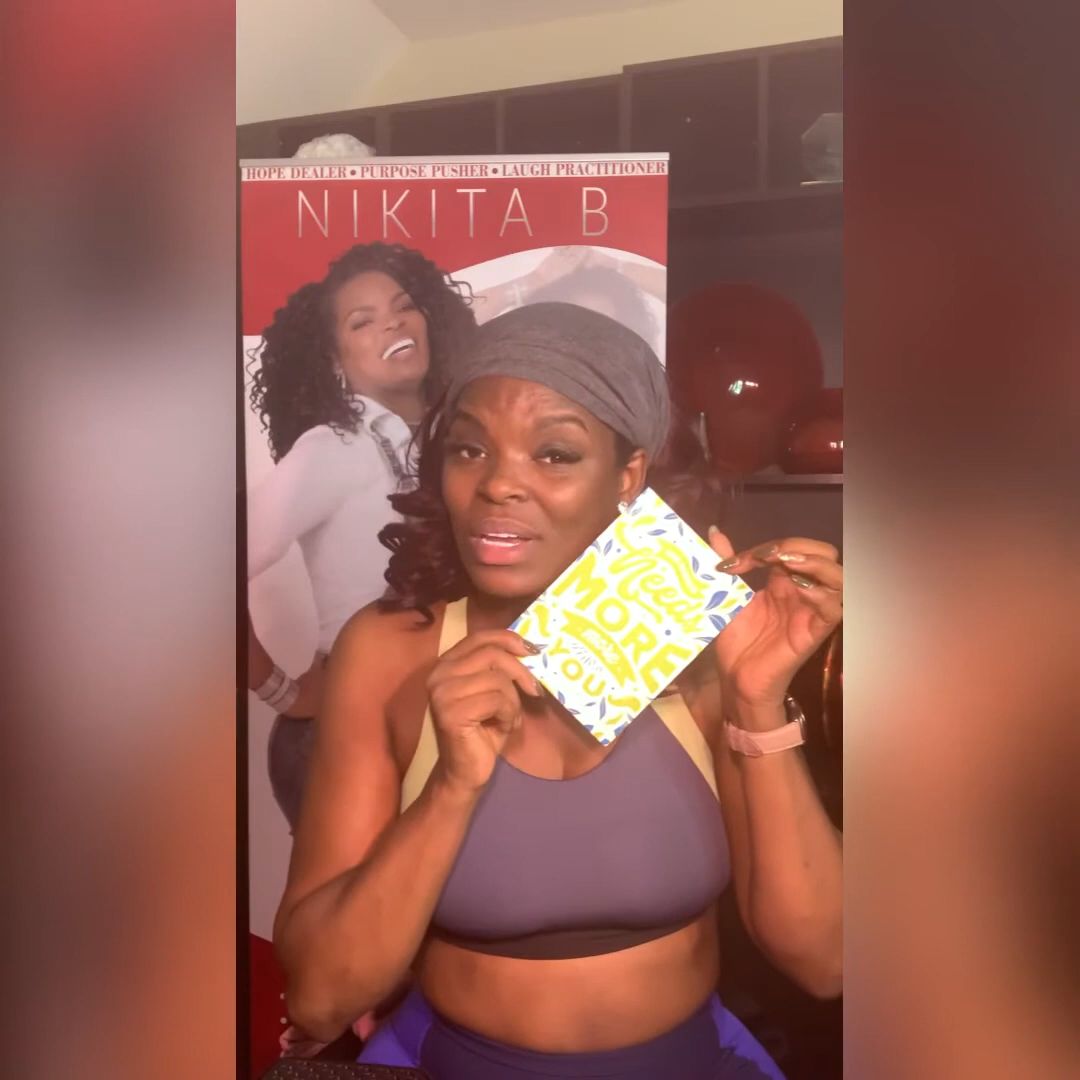 HOPE DEALER • PURPOSE PUSHER • LAUGH PRACTITIONER
NIKITA B
needs
MORE
YOU